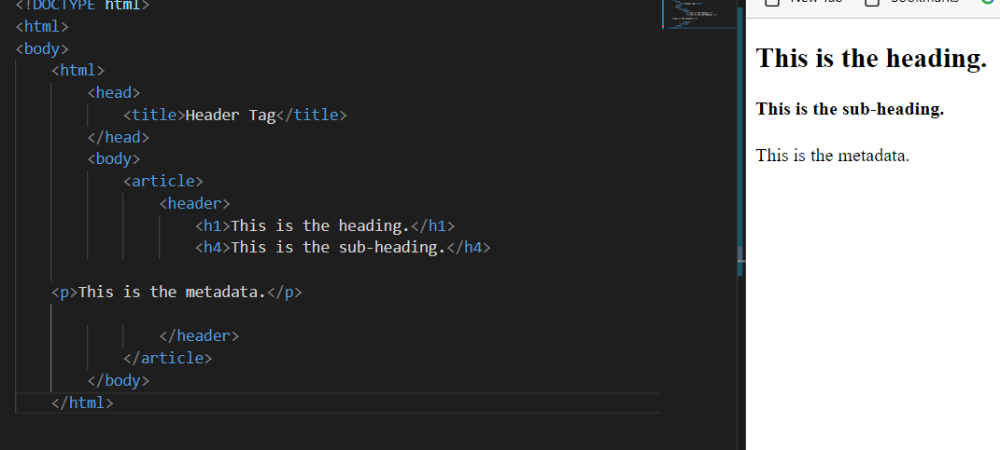 <!DOCTYPE html>
<html>
<body>
<html>
<head>
<title>Header Tag</title>
</head>
<body>
<article>
<header>
<h1>This is the heading.</h1>
<h4>This is the sub-heading.</h4>
<p>This is the metadata.</p>
</header>
</article>
</body>
</html>
New Tab
Bookmarks
This is the heading.
This is the sub-heading.
This is the metadata.